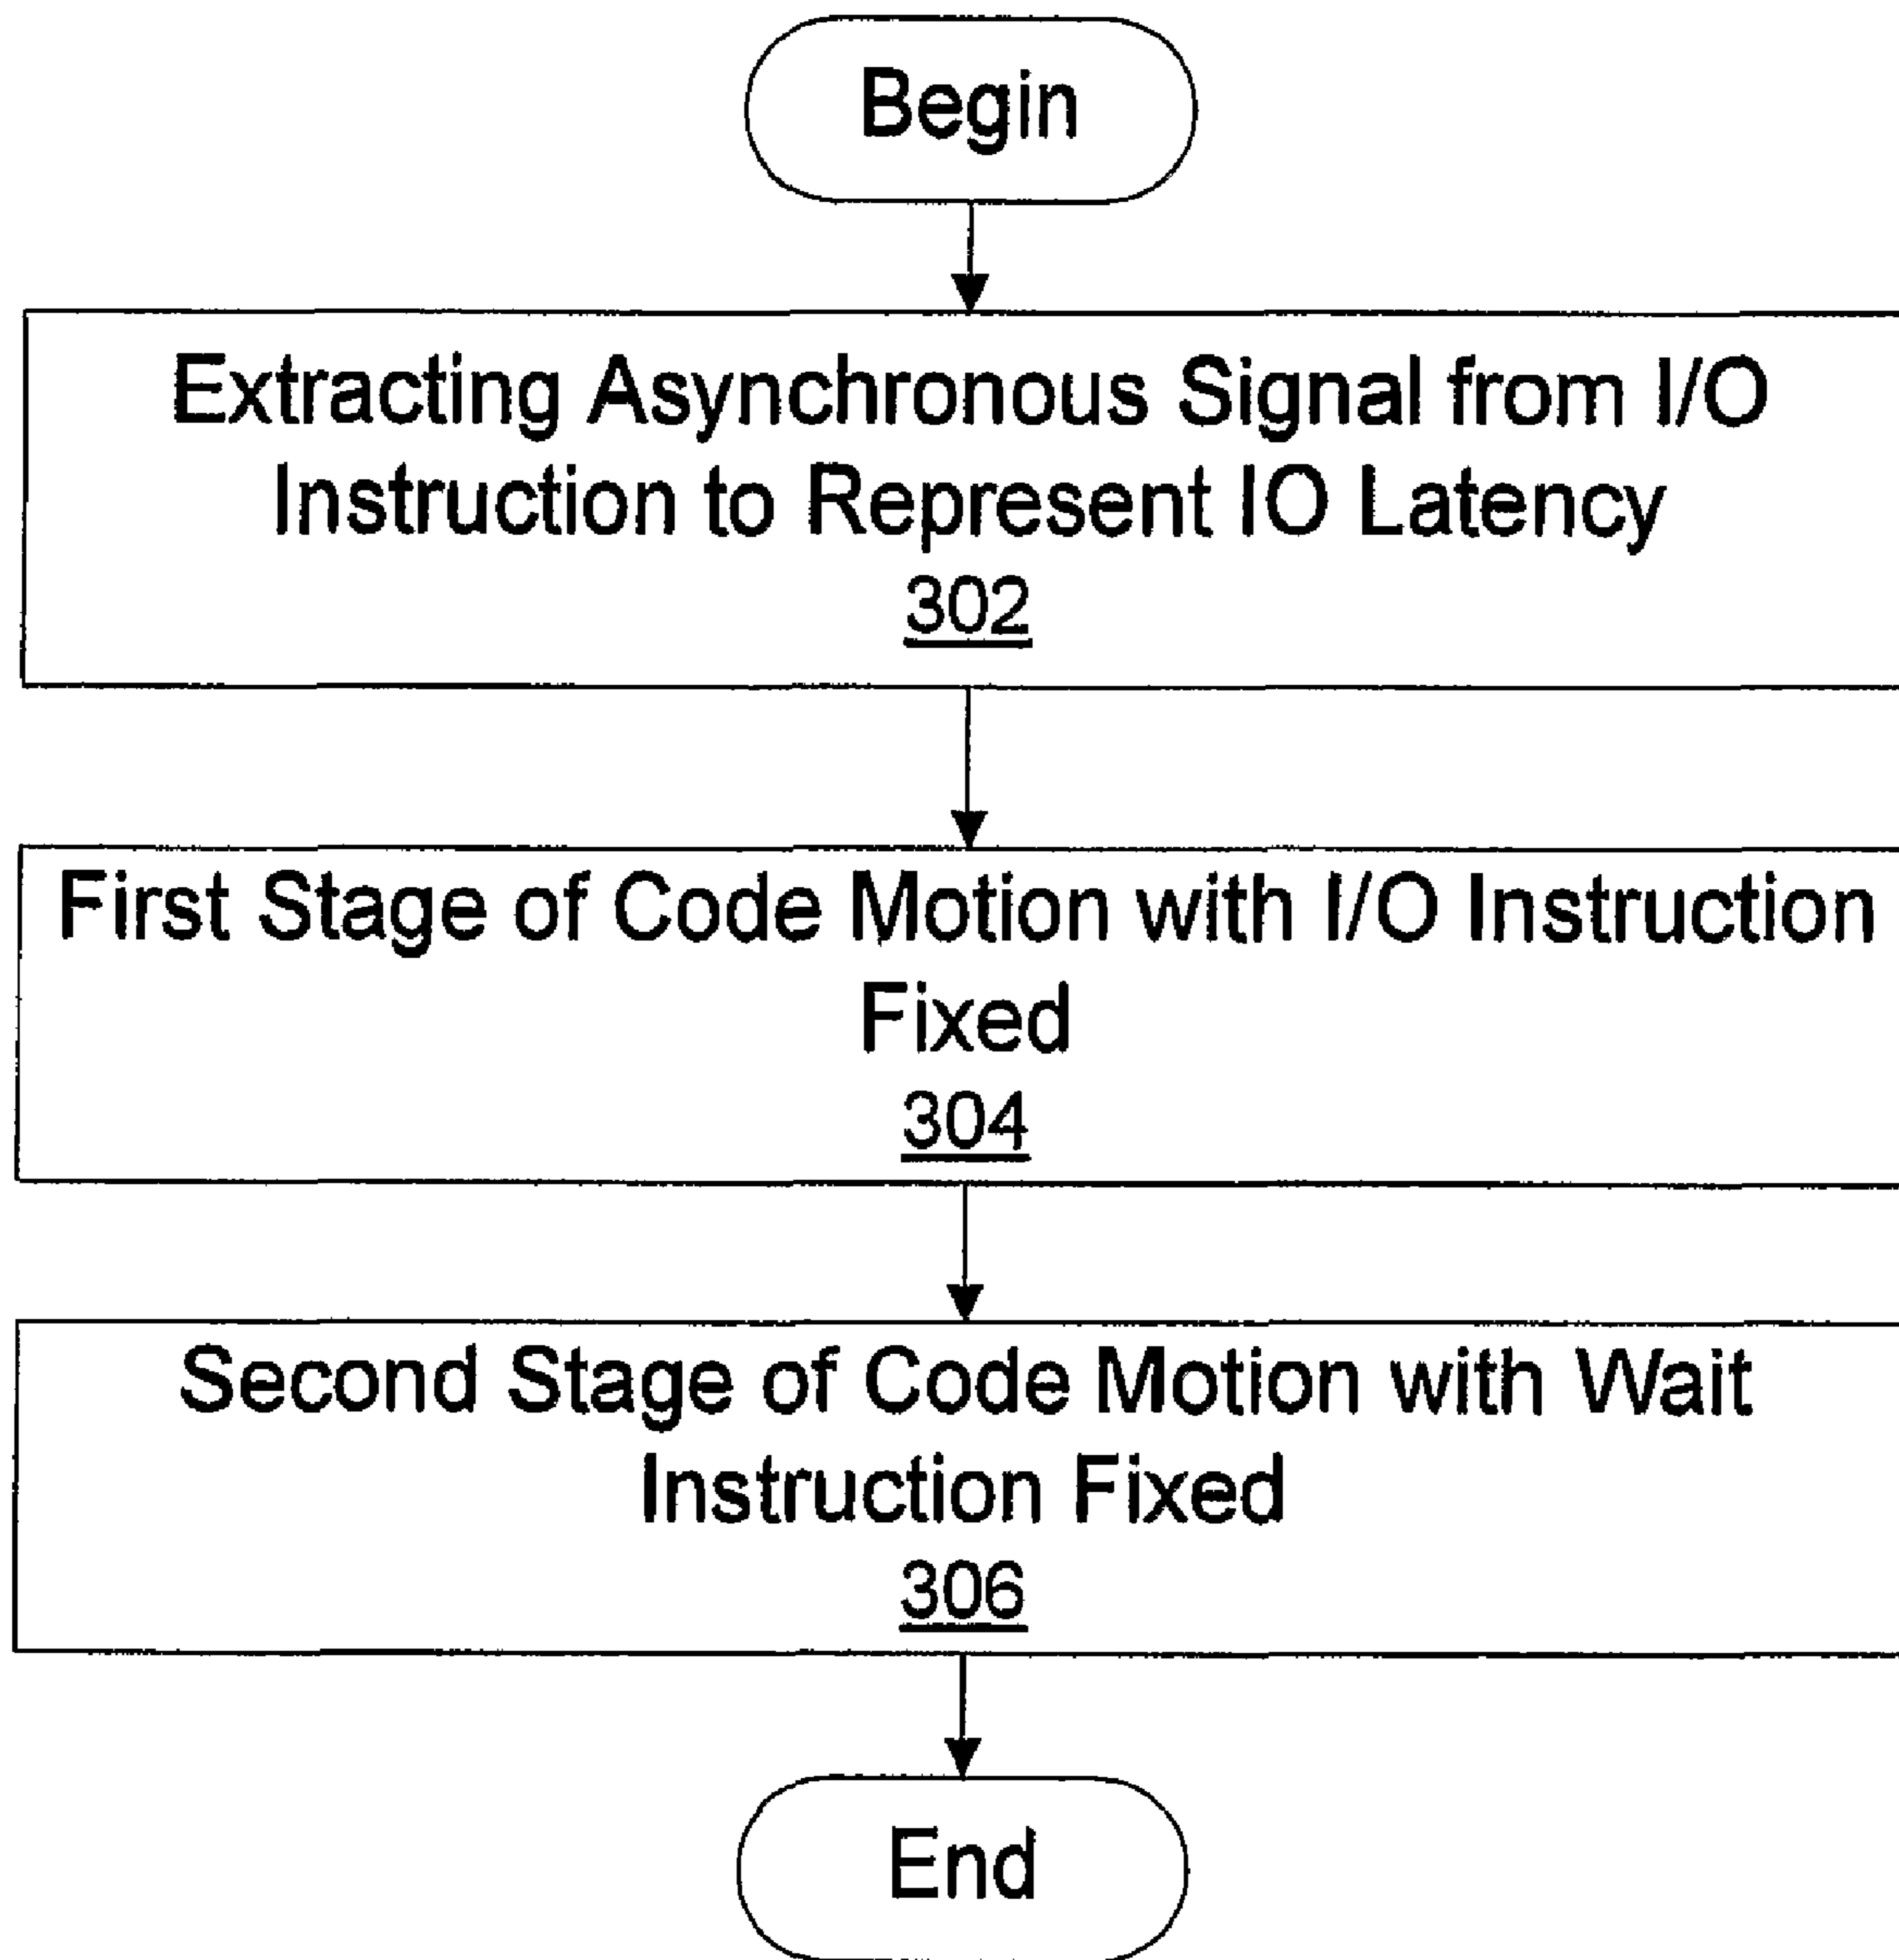 Begin
Extracting Asynchronous Signal from I/O
Instruction to Represent IO Latency
302
First Stage of Code Motion with I/O Instruction
Fixed
304
Second Stage of Code Motion with Wait
Instruction Fixed
306
End